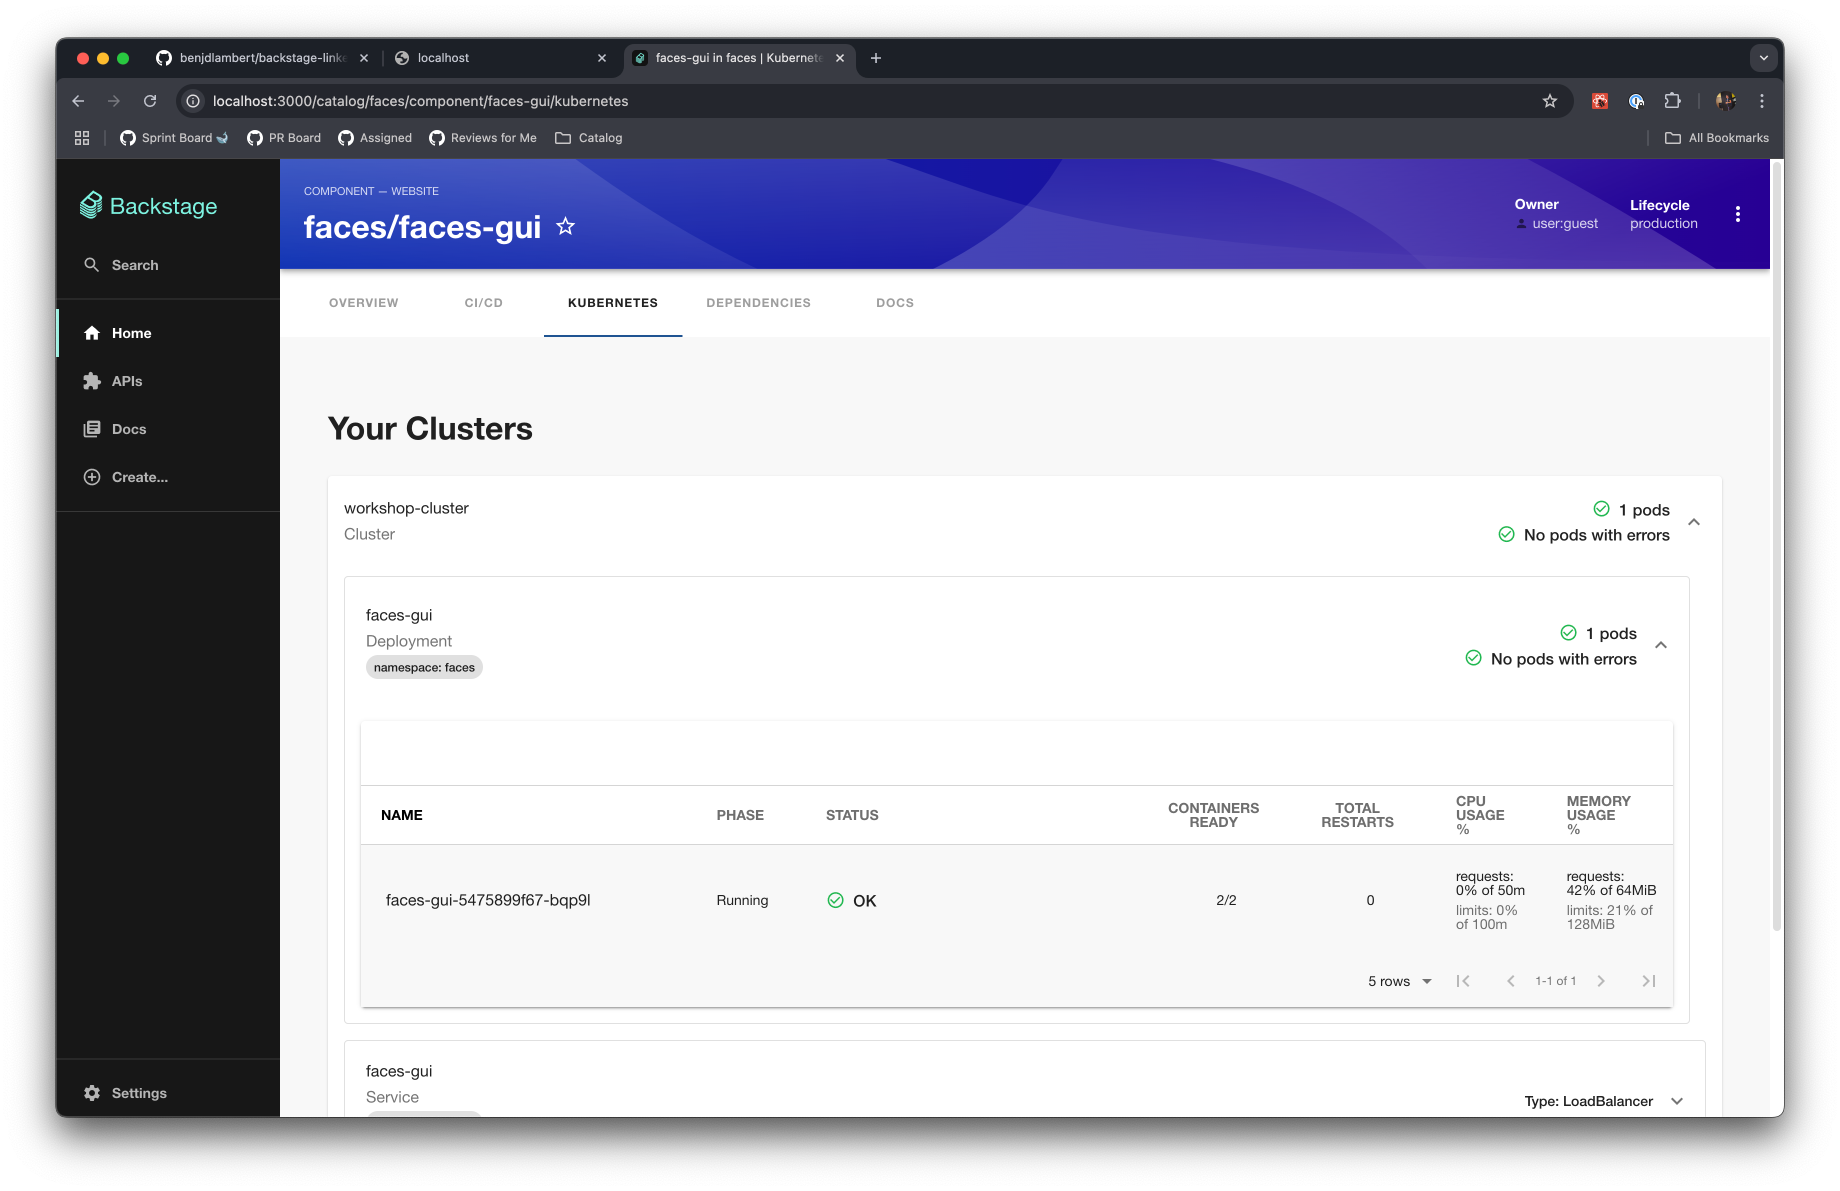 benjdlambert/backstage-linke
localhost
faces-gui in faces | Kubernete
localhost:3000/catalog/faces/component/faces-gui/kubernetes
Sprint Board
PR Board
Assigned
Reviews for Me
Catalog
All Bookmarks
Backstage
Search
Home
APIs
Docs
Create...
Settings
COMPONENT — WEBSITE
faces/faces-gui
Owner
user:guest
Lifecycle
production
OVERVIEW
CI/CD
KUBERNETES
DEPENDENCIES
DOCS
Your Clusters
workshop-cluster
Cluster
1 pods
No pods with errors
faces-gui
Deployment
namespace: faces
1 pods
No pods with errors
NAME
PHASE
STATUS
CONTAINERS
READY
TOTAL
RESTARTS
CPU
USAGE
%
MEMORY
USAGE
%
faces-gui-5475899f67-bqp9l
Running
OK
2/2
0
requests:
0% of 50m
limits: 0%
of 100m
requests:
42% of 64MiB
limits: 21% of
128MiB
5 rows
1-1 of 1
faces-gui
Service
Type: LoadBalancer